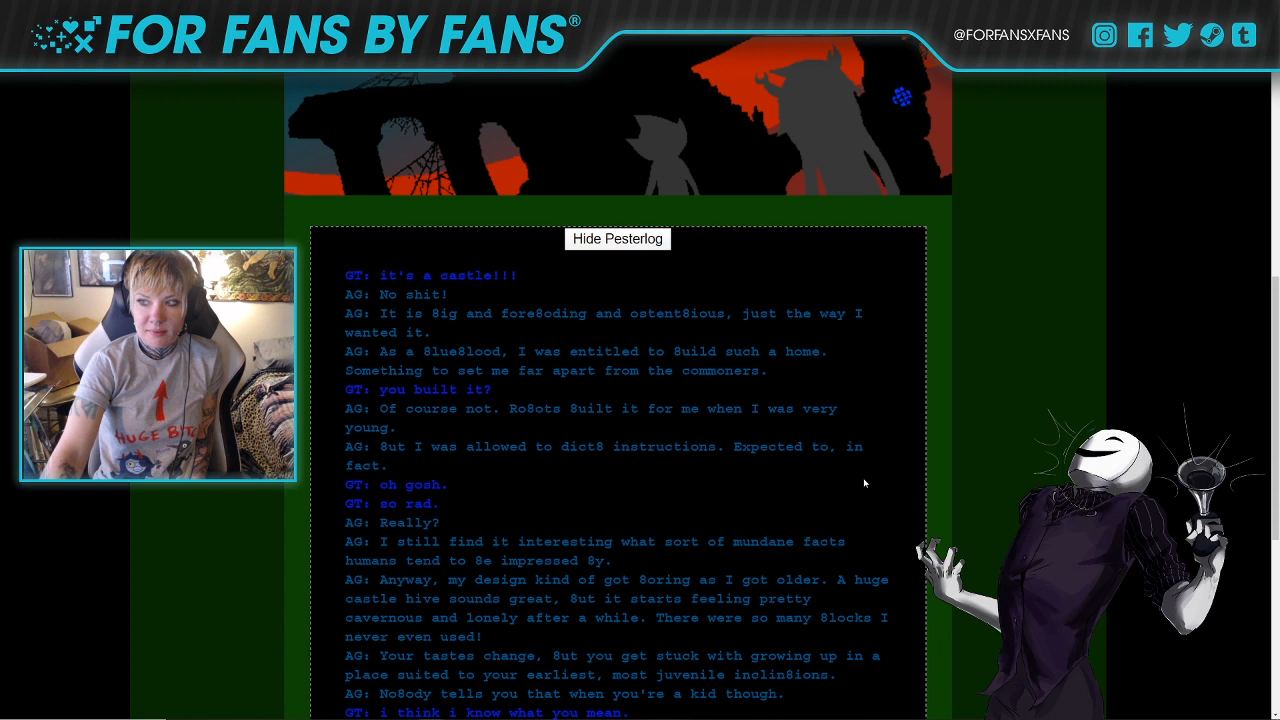 FOR FANS BY FANS®
@FORFANSXFANS
Hide Pesterlog
GT: it's a castle!!!
AG: No shit!
AG: It is 8ig and fore8oding and ostent8ious, just the way I
wanted it.
AG: As a 8lue8lood, I was entitled to 8uild such a home.
Something to set me far apart from the commoners.
GT: you built it?
AG: Of course not. Ro8ots 8uilt it for me when I was very
young.
AG: 8ut I was allowed to dict8 instructions. Expected to, in
fact.
GT: oh gosh.
GT: so rad.
AG: Really?
AG: I still find it interesting what sort of mundane facts
humans tend to 8e impressed 8y.
AG: Anyway, my design kind of got 8oring as I got older. A huge
castle hive sounds great, 8ut it starts feeling pretty
cavernous and lonely after a while. There were so many 8locks I
never even used!
AG: Your tastes change, 8ut you get stuck with growing up in a
place suited to your earliest, most juvenile inclin8ions.
AG: No8ody tells you that when you're a kid though.
GT: i think i know what you mean.
HUGE